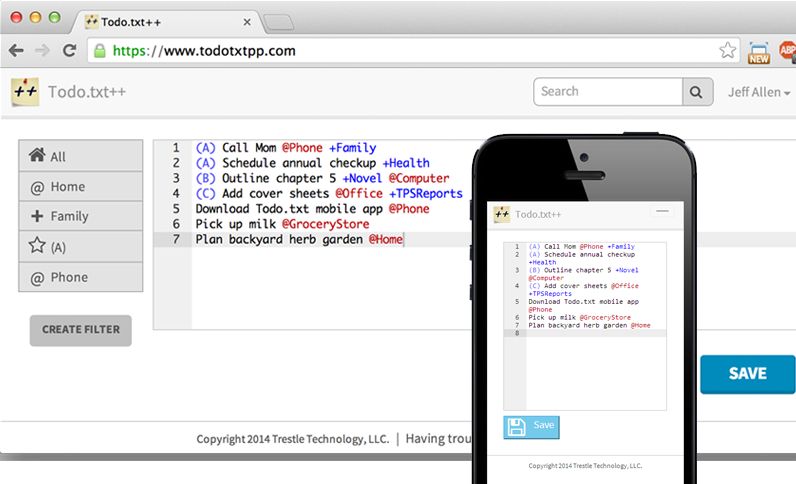 Todo.txt++
https://www.todotxtpp.com
NEW
ABP
++ Todo.txt++
Search
Jeff Allen
All
@ Home
+ Family
(A)
@ Phone
CREATE FILTER
1 (A) Call Mom @Phone +Family
2 (A) Schedule annual checkup +Health
3 (B) Outline chapter 5 +Novel @Computer
4 (C) Add cover sheets @Office +TPSReports
5 Download Todo.txt mobile app @Phone
6 Pick up milk @GroceryStore
7 Plan backyard herb garden @Home
SAVE
Copyright 2014 Trestle Technology, LLC. | Having trou
++ Todo.txt++
1 (A) Call Mom @Phone +Family
2 (A) Schedule annual checkup
+Health
3 (B) Outline chapter 5 +Novel
@Computer
4 (C) Add cover sheets @Office
+TPSReports
5 Download Todo.txt mobile app
@Phone
6 Pick up milk @GroceryStore
7 Plan backyard herb garden @Home
8
Save
Copyright 2014 Trestle Technology, LLC.